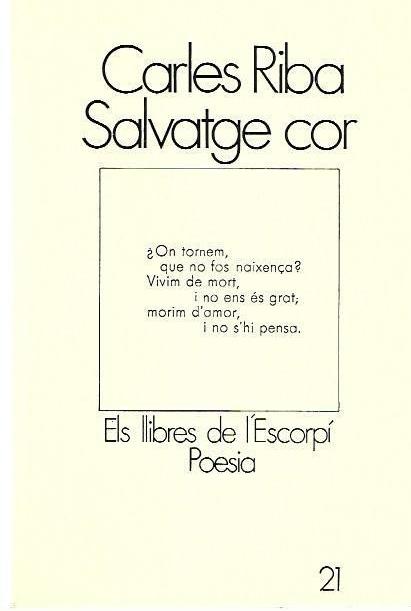 Carles Riba
Salvatge cor
¿On tornem,
que no fos naixença?
Vivim de mort,
i no ens és grat;
morim d'amor,
i no s'hi pensa.
Els llibres de l'Escorpí
Poesia
21